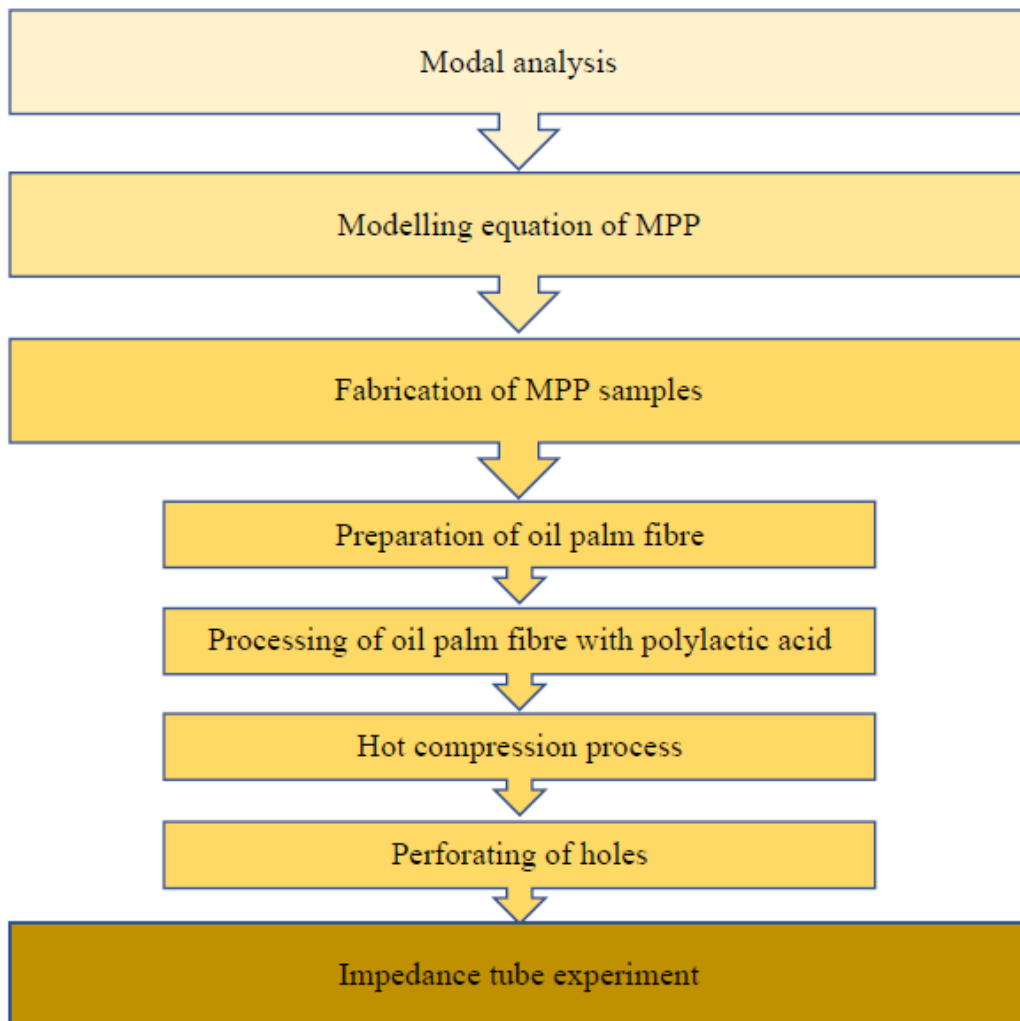 Modal analysis
Modelling equation of MPP
Fabrication of MPP samples
Preparation of oil palm fibre
Processing of oil palm fibre with polylactic acid
Hot compression process
Perforating of holes
Impedance tube experiment